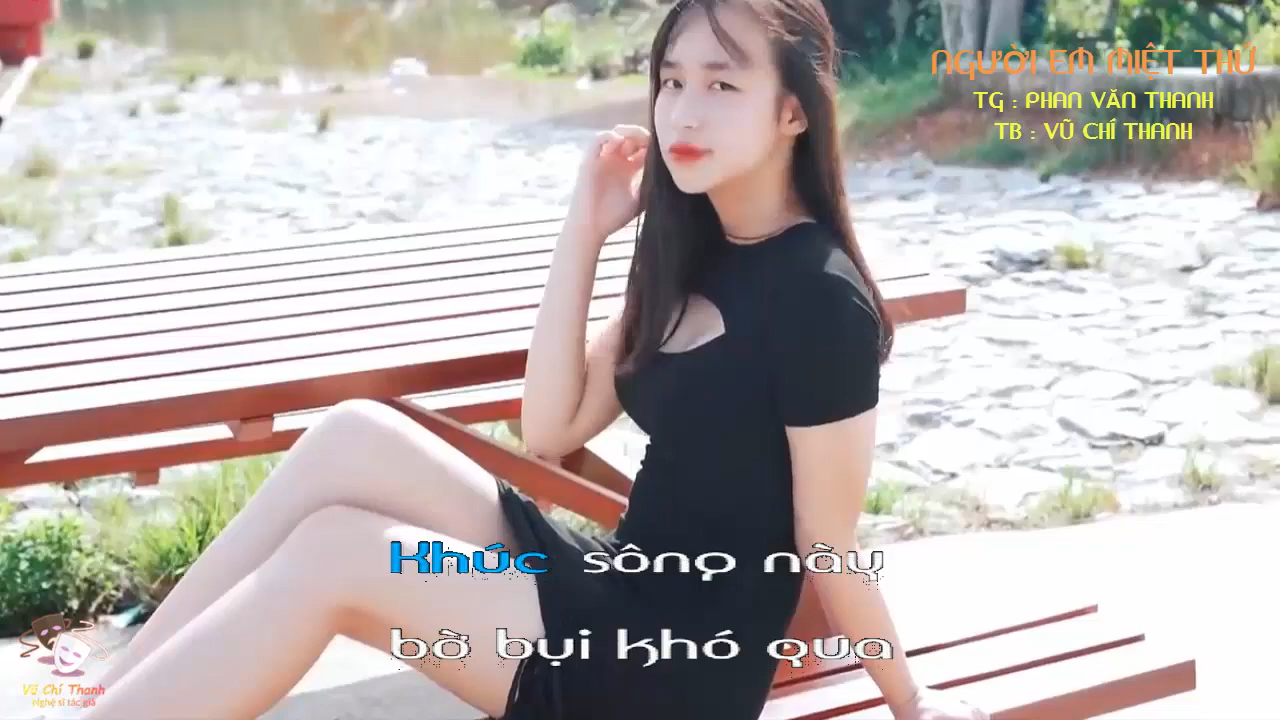 NGƯỜI EM MIỆT THỨ
TG : PHAN VĂN THANH
TB : VŨ CHÍ THANH
Khúc sông này
bờ bụi khó qua
Vũ Chí Thanh
Nghệ sĩ tác giả